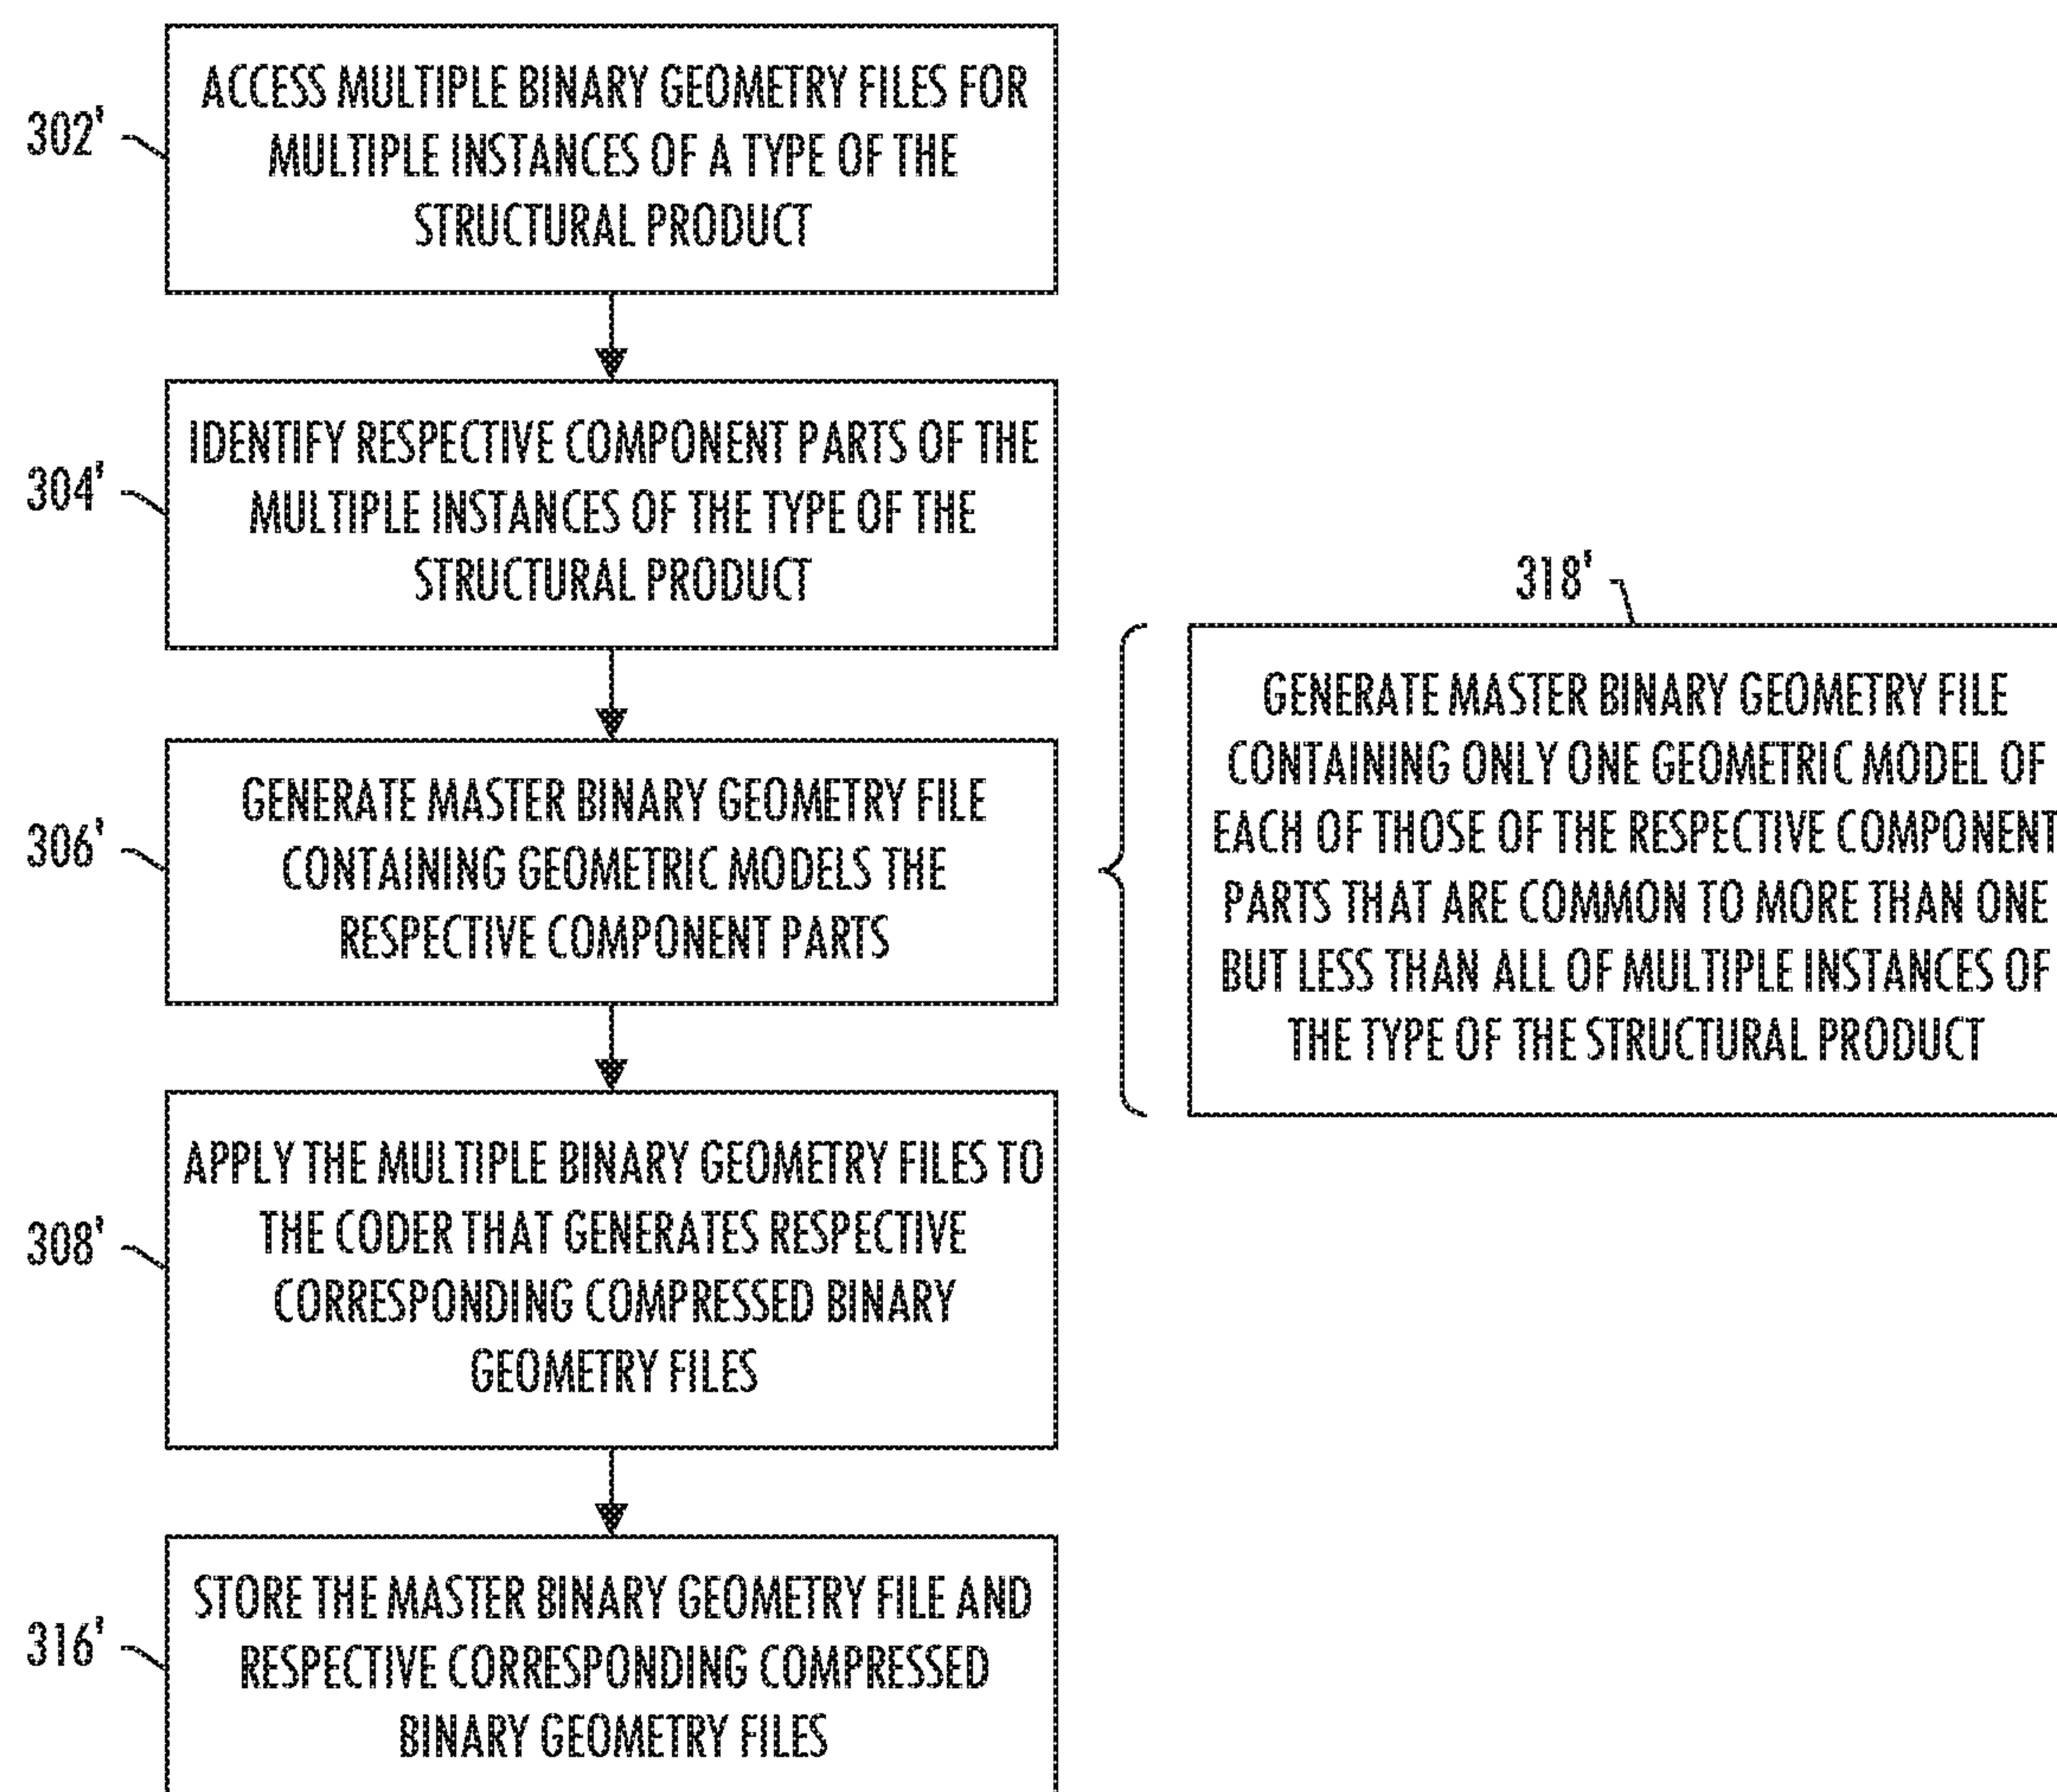 302'
ACCESS MULTIPLE BINARY GEOMETRY FILES FOR
MULTIPLE INSTANCES OF A TYPE OF THE
STRUCTURAL PRODUCT
304'
IDENTIFY RESPECTIVE COMPONENT PARTS OF THE
MULTIPLE INSTANCES OF THE TYPE OF THE
STRUCTURAL PRODUCT
306'
GENERATE MASTER BINARY GEOMETRY FILE
CONTAINING GEOMETRIC MODELS THE
RESPECTIVE COMPONENT PARTS
318'
GENERATE MASTER BINARY GEOMETRY FILE
CONTAINING ONLY ONE GEOMETRIC MODEL OF
EACH OF THOSE OF THE RESPECTIVE COMPONENT
PARTS THAT ARE COMMON TO MORE THAN ONE
BUT LESS THAN ALL OF MULTIPLE INSTANCES OF
THE TYPE OF THE STRUCTURAL PRODUCT
308'
APPLY THE MULTIPLE BINARY GEOMETRY FILES TO
THE CODER THAT GENERATES RESPECTIVE
CORRESPONDING COMPRESSED BINARY
GEOMETRY FILES
316'
STORE THE MASTER BINARY GEOMETRY FILE AND
RESPECTIVE CORRESPONDING COMPRESSED
BINARY GEOMETRY FILES